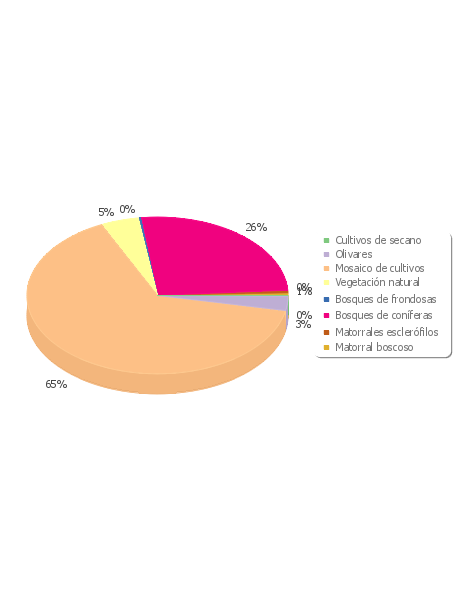 5%
0%
26%
0%
1%
0%
3%
65%
Cultivos de secano
Olivares
Mosaico de cultivos
Vegetación natural
Bosques de frondosas
Bosques de coníferas
Matorrales esclerófilos
Matorral boscoso